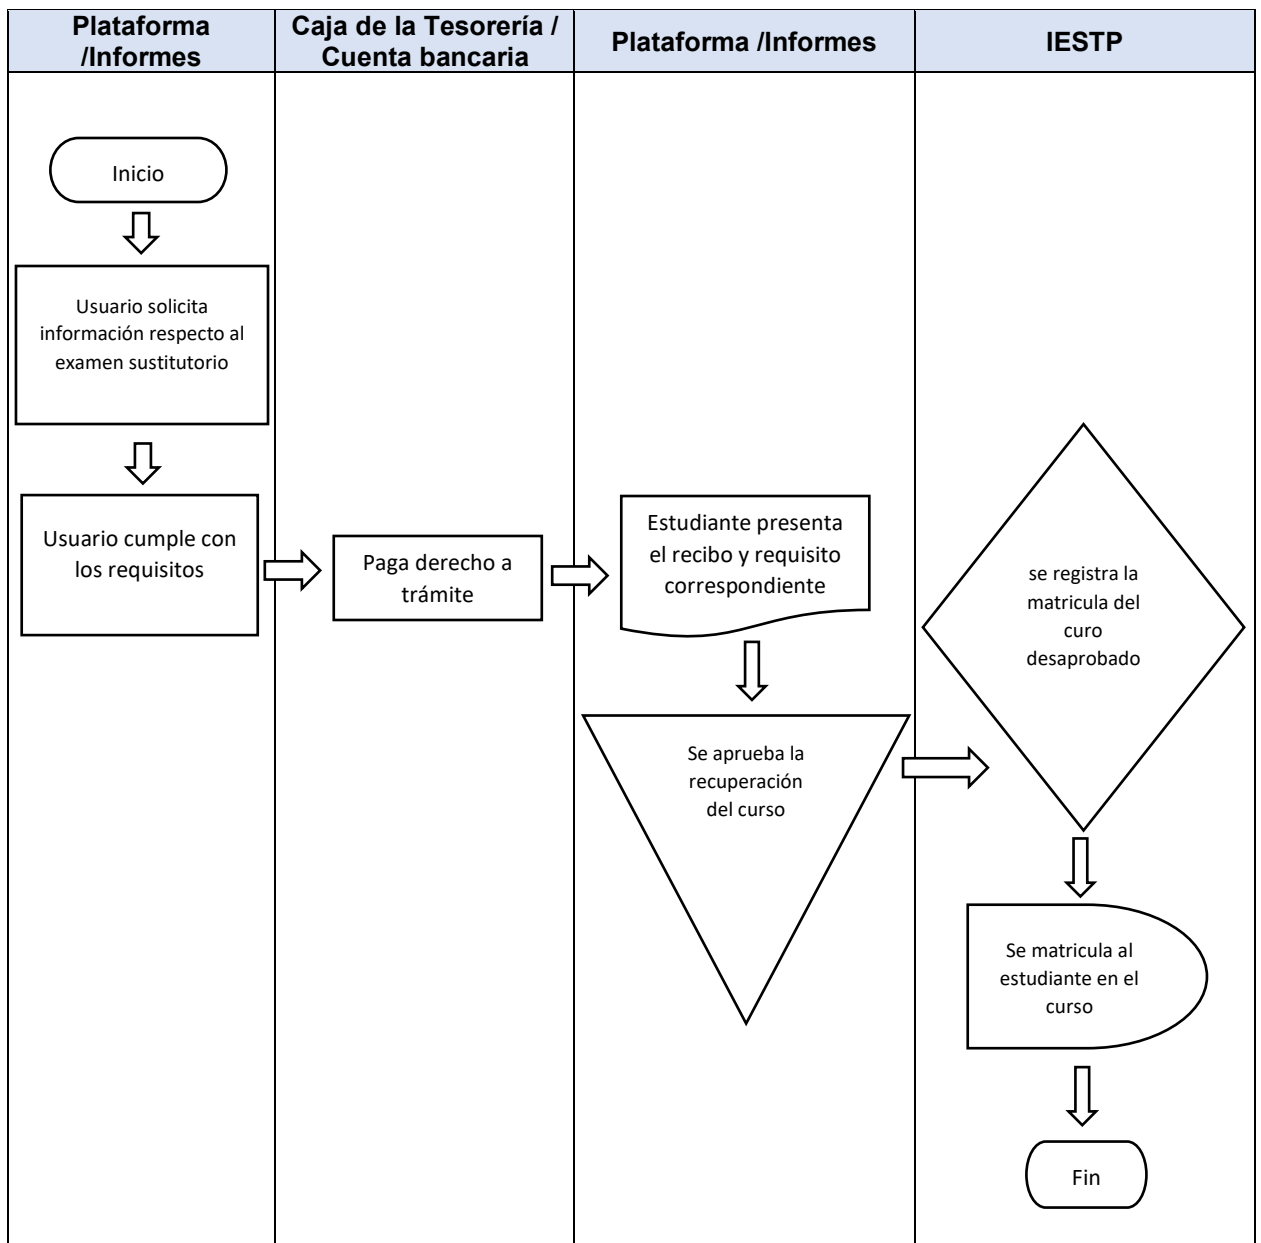 Plataforma
/Informes
Caja de la Tesorería /
Cuenta bancaria
Plataforma /Informes
IESTP
Inicio
Usuario solicita
información respecto al
examen sustitutorio
Usuario cumple con
los requisitos
Paga derecho a
trámite
Estudiante presenta
el recibo y requisito
correspondiente
Se aprueba la
recuperación
del curso
se registra la
matricula del
curo
desaprobado
Se matricula al
estudiante en el
curso
Fin